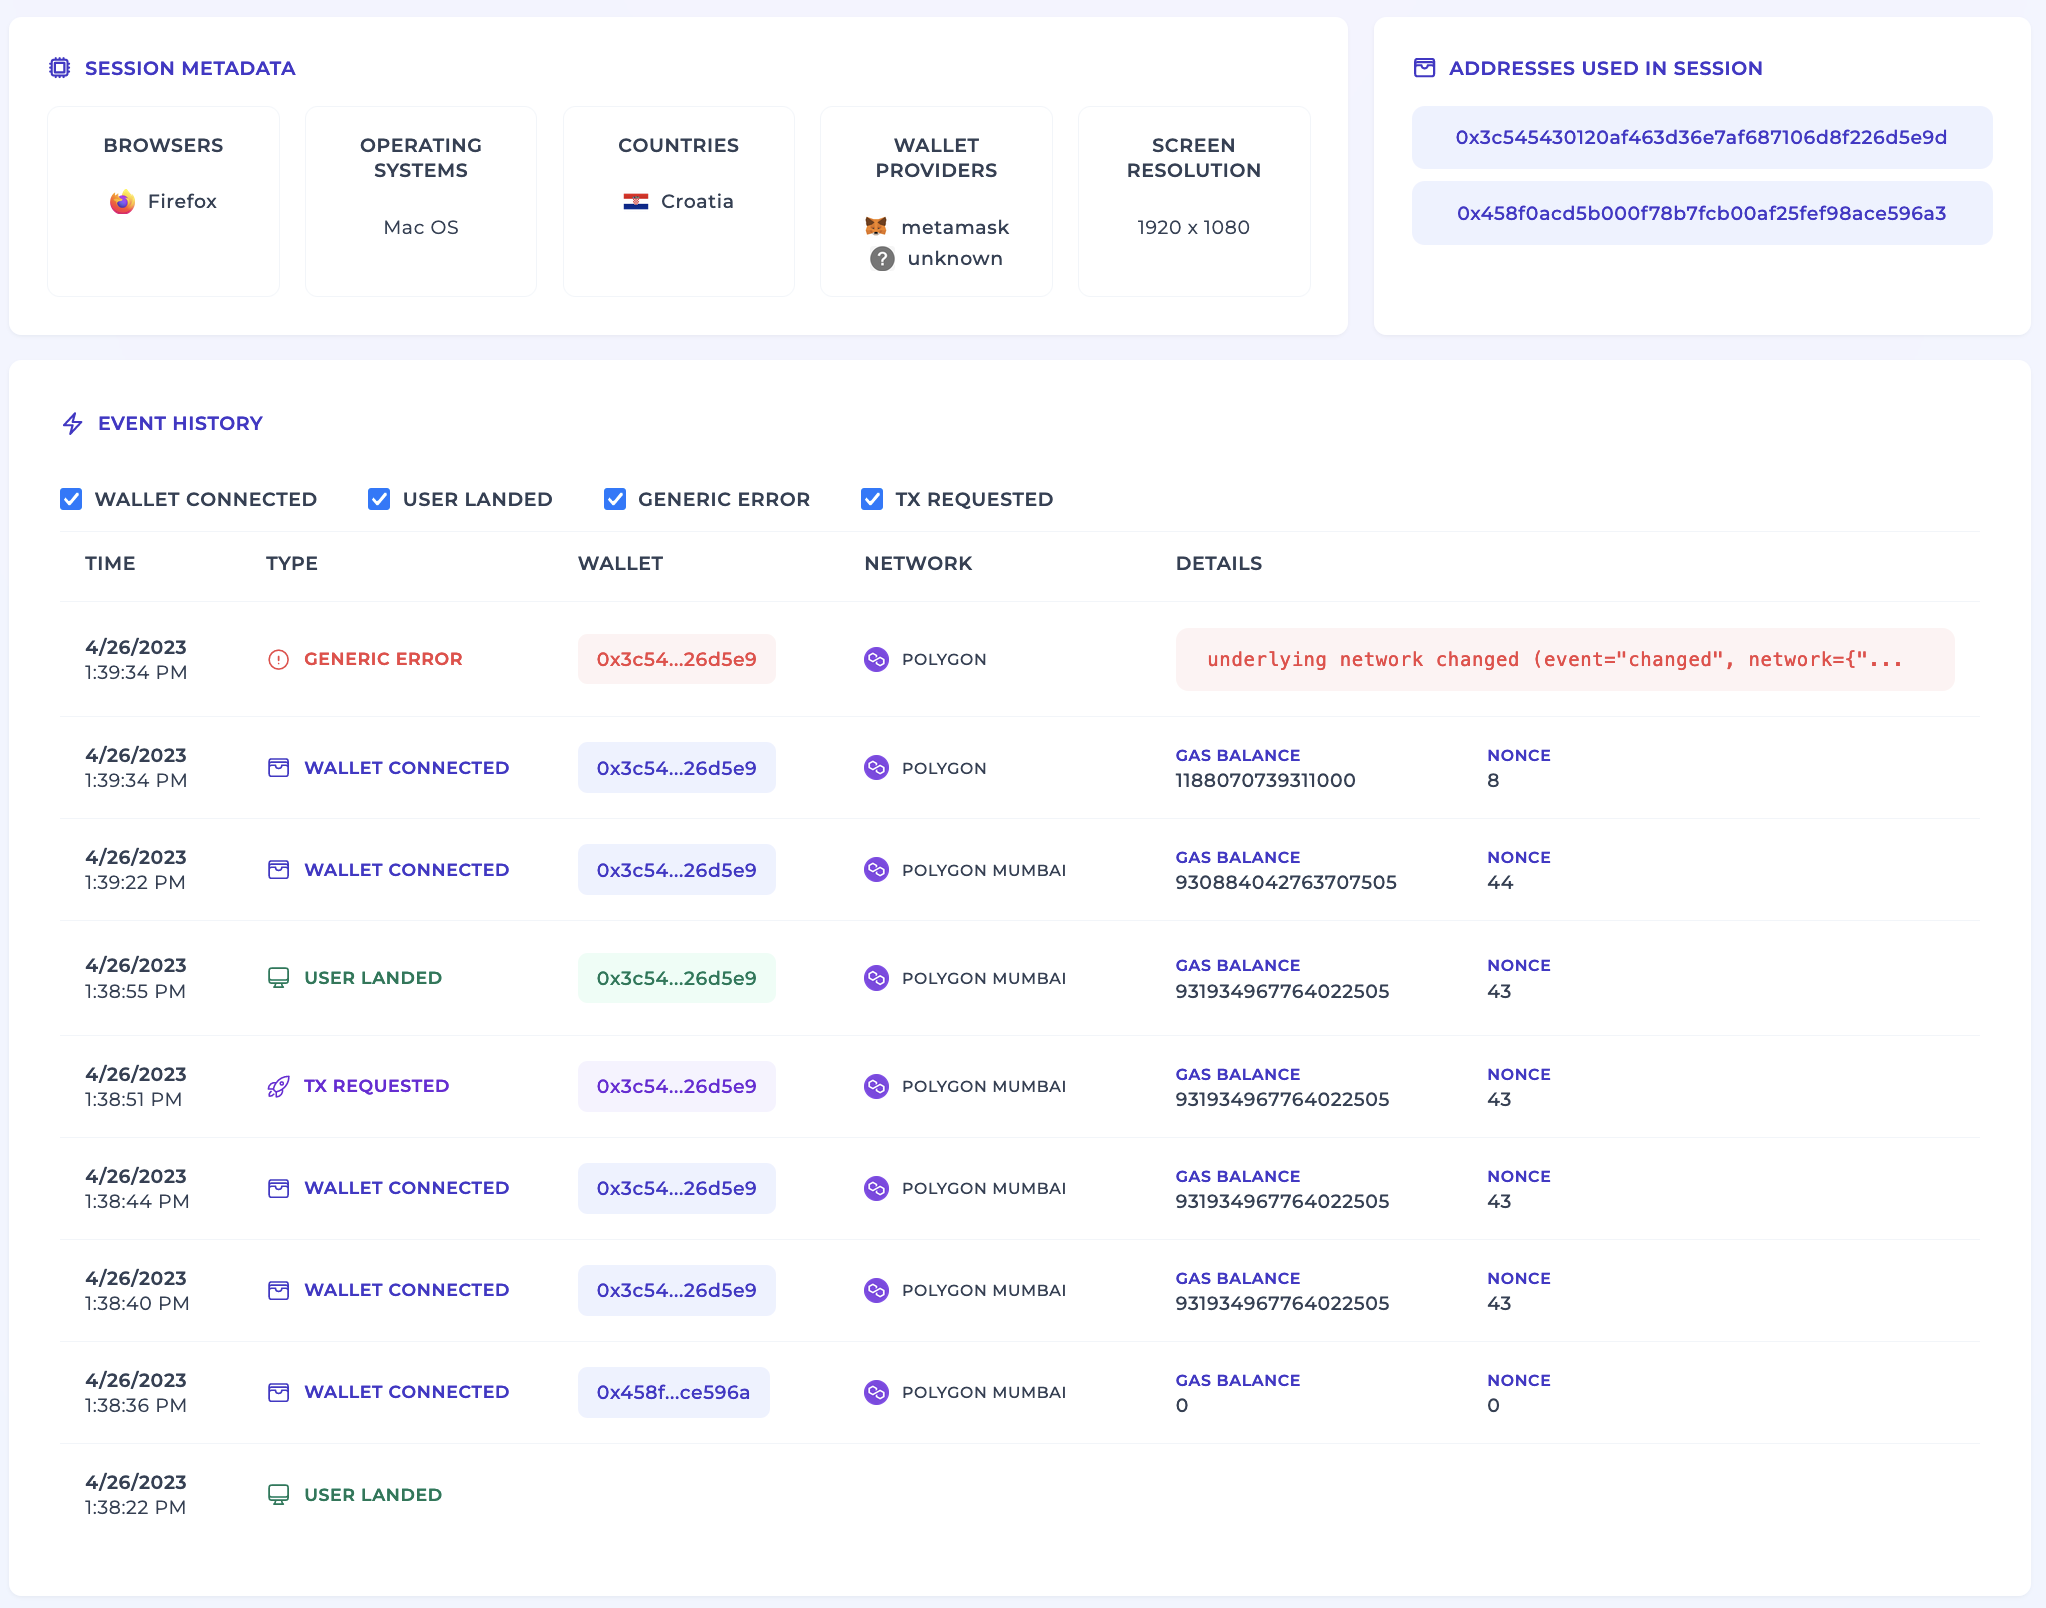 SESSION METADATA
BROWSERS
Firefox
OPERATING
SYSTEMS
Mac OS
COUNTRIES
Croatia
WALLET
PROVIDERS
metamask
? unknown
SCREEN
RESOLUTION
1920 x 1080
ADDRESSES USED IN SESSION
0x3c545430120af463d36e7af687106d8f226d5e9d
0x458f0acd5b000f78b7fcb00af25fef98ace596a3
EVENT HISTORY
WALLET CONNECTED USER LANDED GENERIC ERROR TX REQUESTED
TIME TYPE WALLET NETWORK DETAILS
4/26/2023
1:39:34 PM
GENERIC ERROR 0x3c54...26d5e9 POLYGON underlying network changed (event="changed", network={"...
4/26/2023
1:39:34 PM
WALLET CONNECTED 0x3c54...26d5e9 POLYGON
GAS BALANCE NONCE
1188070739311000 8
4/26/2023
1:39:22 PM
WALLET CONNECTED 0x3c54...26d5e9 POLYGON MUMBAI
GAS BALANCE NONCE
930884042763707505 44
4/26/2023
1:38:55 PM
USER LANDED 0x3c54...26d5e9 POLYGON MUMBAI
GAS BALANCE NONCE
931934967764022505 43
4/26/2023
1:38:51 PM
TX REQUESTED 0x3c54...26d5e9 POLYGON MUMBAI
GAS BALANCE NONCE
931934967764022505 43
4/26/2023
1:38:44 PM
WALLET CONNECTED 0x3c54...26d5e9 POLYGON MUMBAI
GAS BALANCE NONCE
931934967764022505 43
4/26/2023
1:38:40 PM
WALLET CONNECTED 0x3c54...26d5e9 POLYGON MUMBAI
GAS BALANCE NONCE
931934967764022505 43
4/26/2023
1:38:36 PM
WALLET CONNECTED 0x458f...ce596a POLYGON MUMBAI
GAS BALANCE NONCE
0 0
4/26/2023
1:38:22 PM
USER LANDED